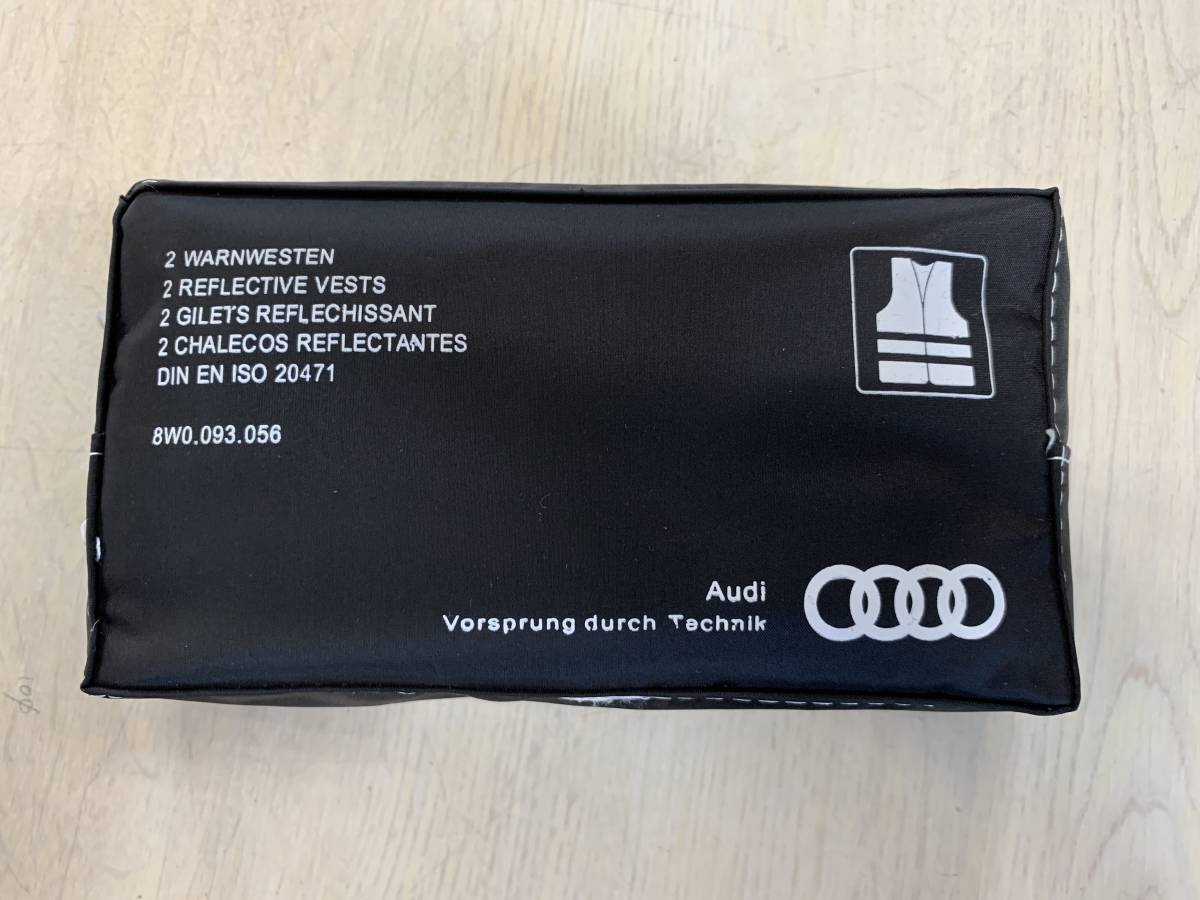 2 WARNWESTEN
2 REFLECTIVE VESTS
2 GILETS REFLECHISSANT
2 CHALECOS REFLECTANTES
DIN EN ISO 20471
8W0.093.056
Audi
Vorsprung durch Technik